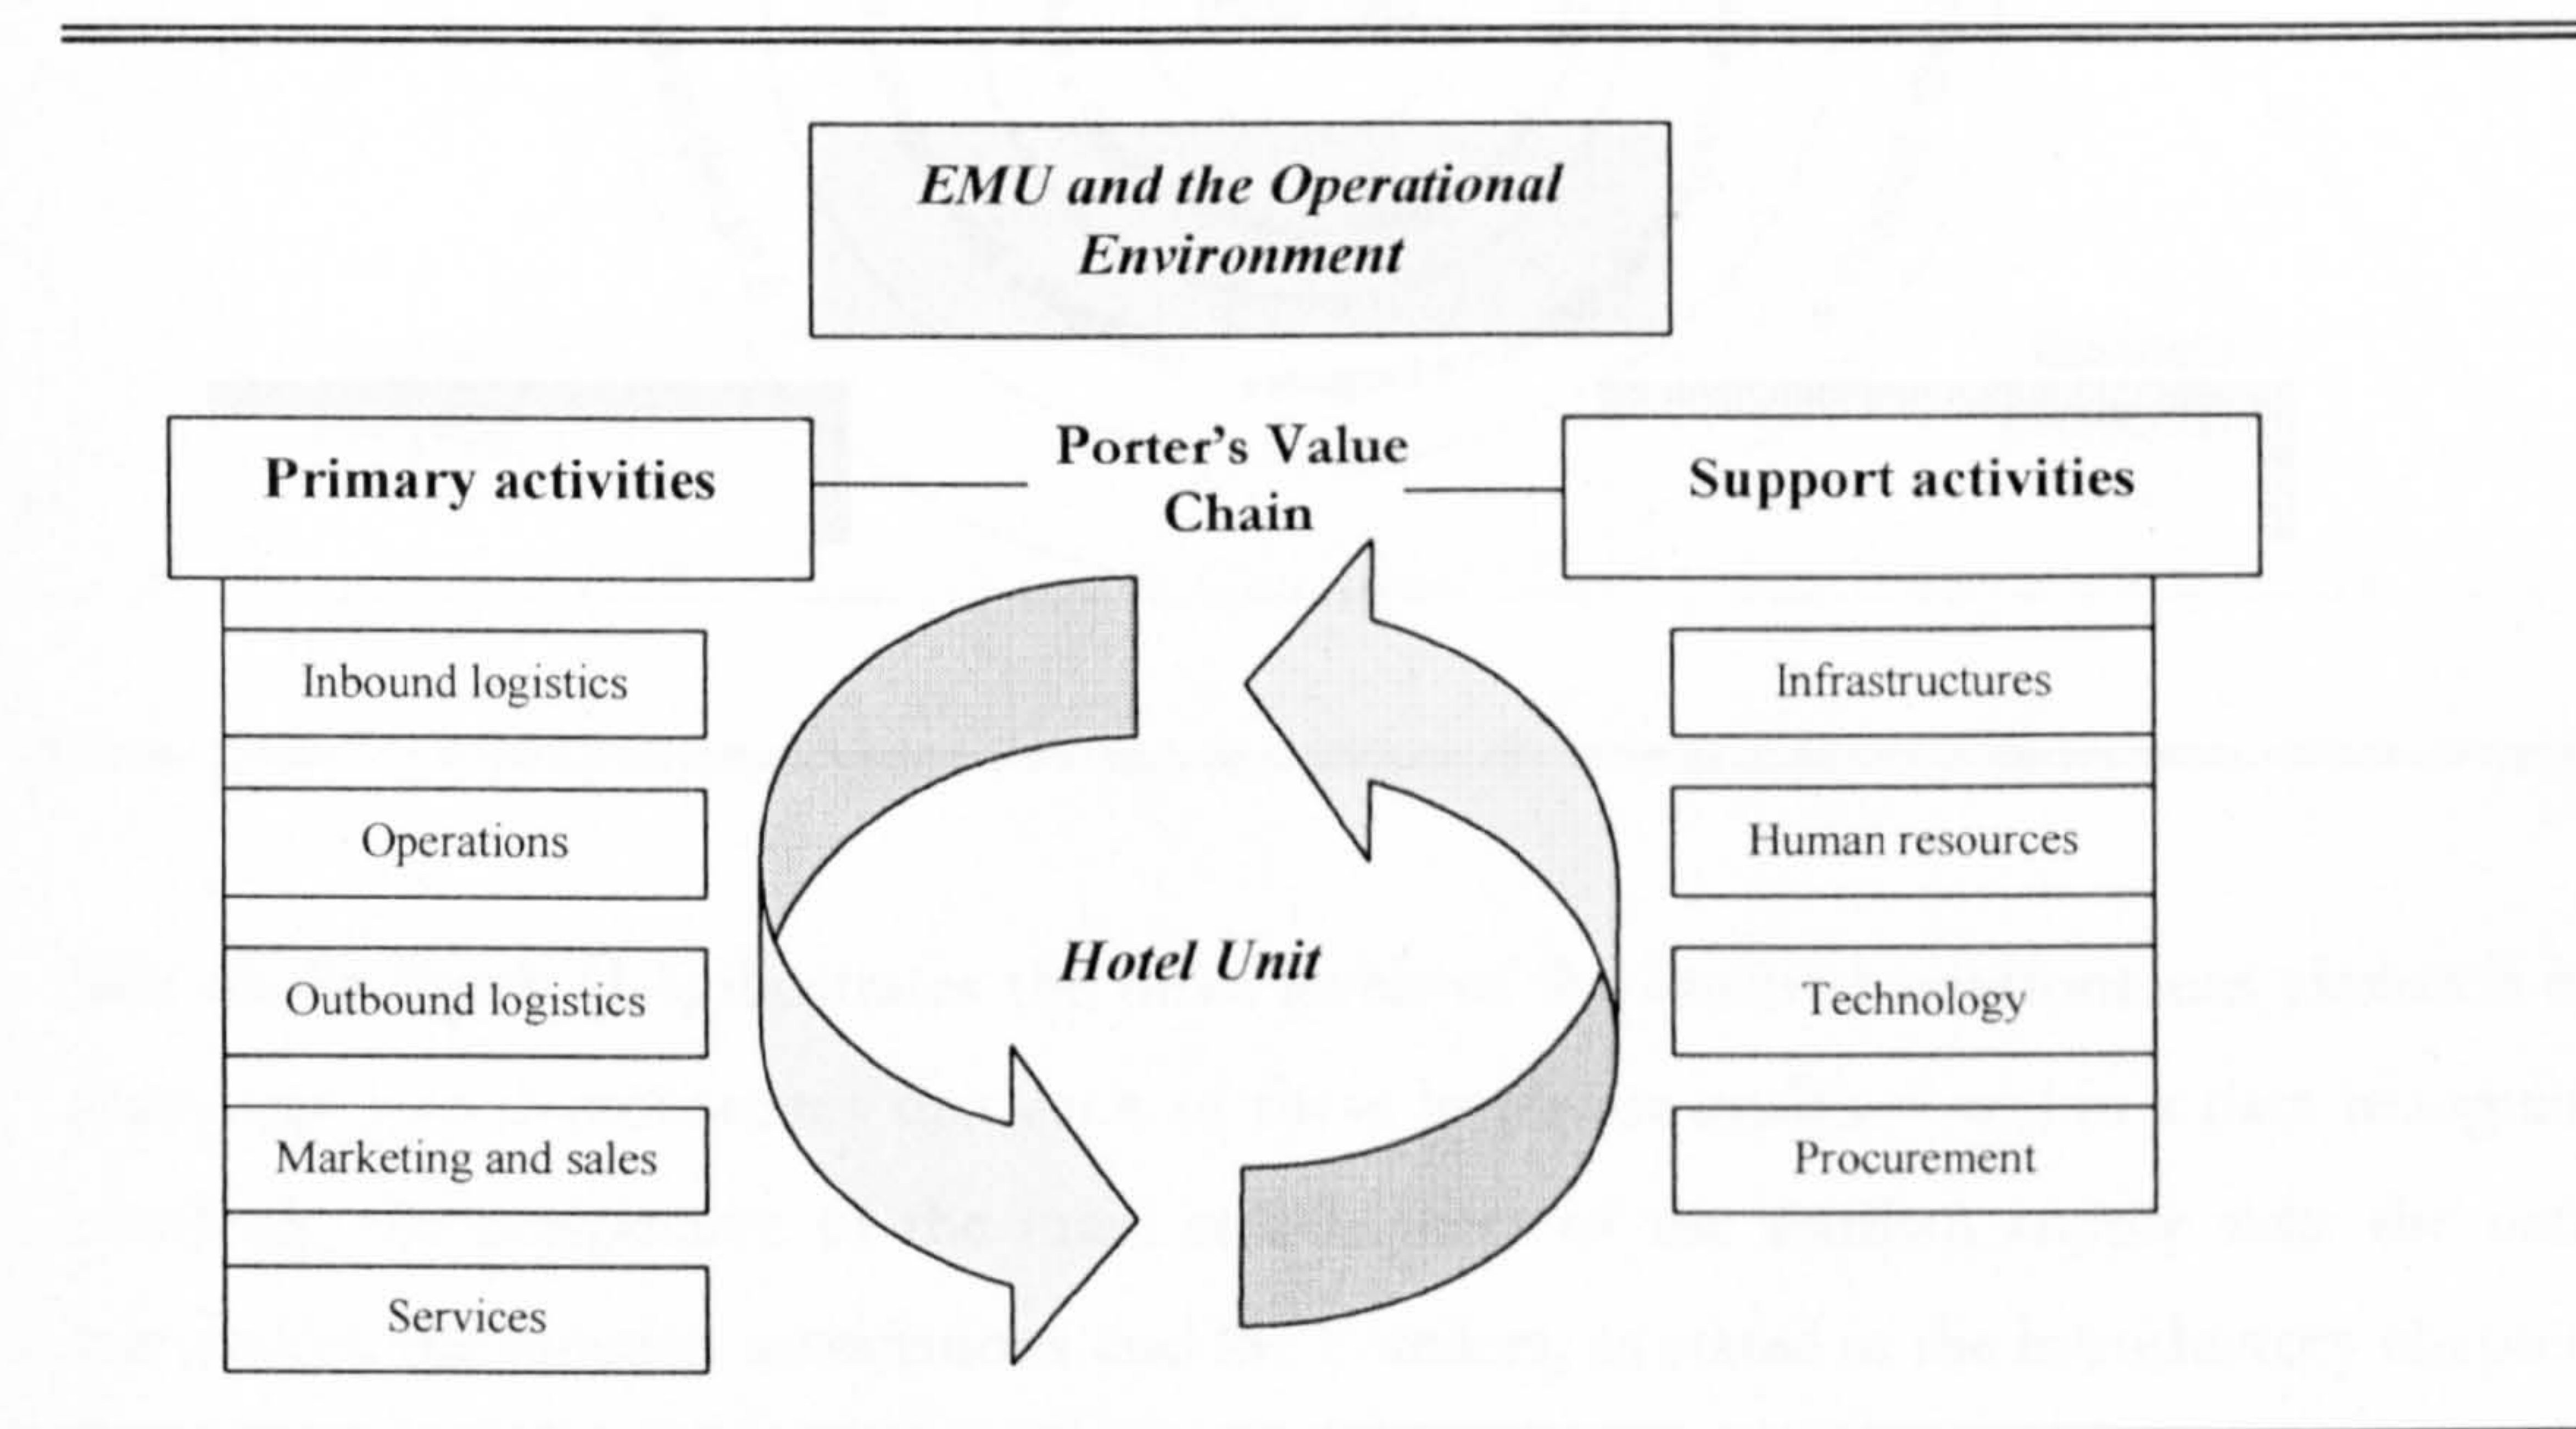 EMU and the Operational
Environment
Primary activities
Porter's Value
Chain
Support activities
Inbound logistics
Operations
Outbound logistics
Marketing and sales
Services
Hotel Unit
Infrastructures
Human resources
Technology
Procurement